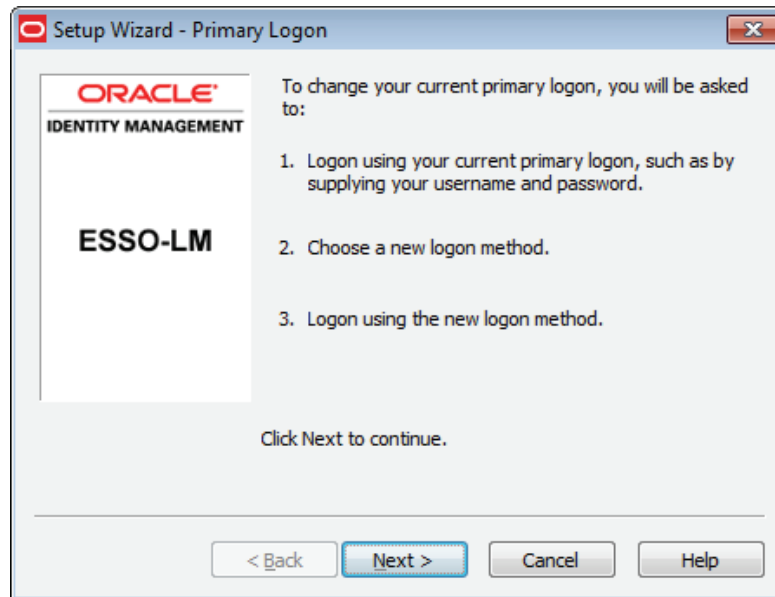 Setup Wizard - Primary Logon
ORACLE
IDENTITY MANAGEMENT
ESSO-LM
To change your current primary logon, you will be asked
to:
1. Logon using your current primary logon, such as by
supplying your username and password.
2. Choose a new logon method.
3. Logon using the new logon method.
Click Next to continue.
< Back
Next >
Cancel
Help